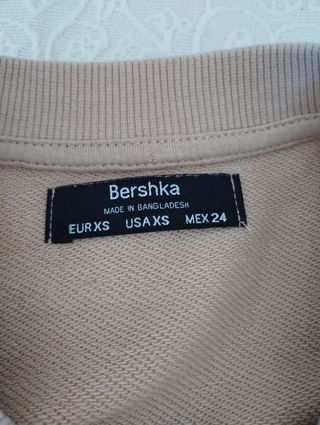 Bershka
MADE IN BANGLADESH
EUR XS USA XS MEX 24